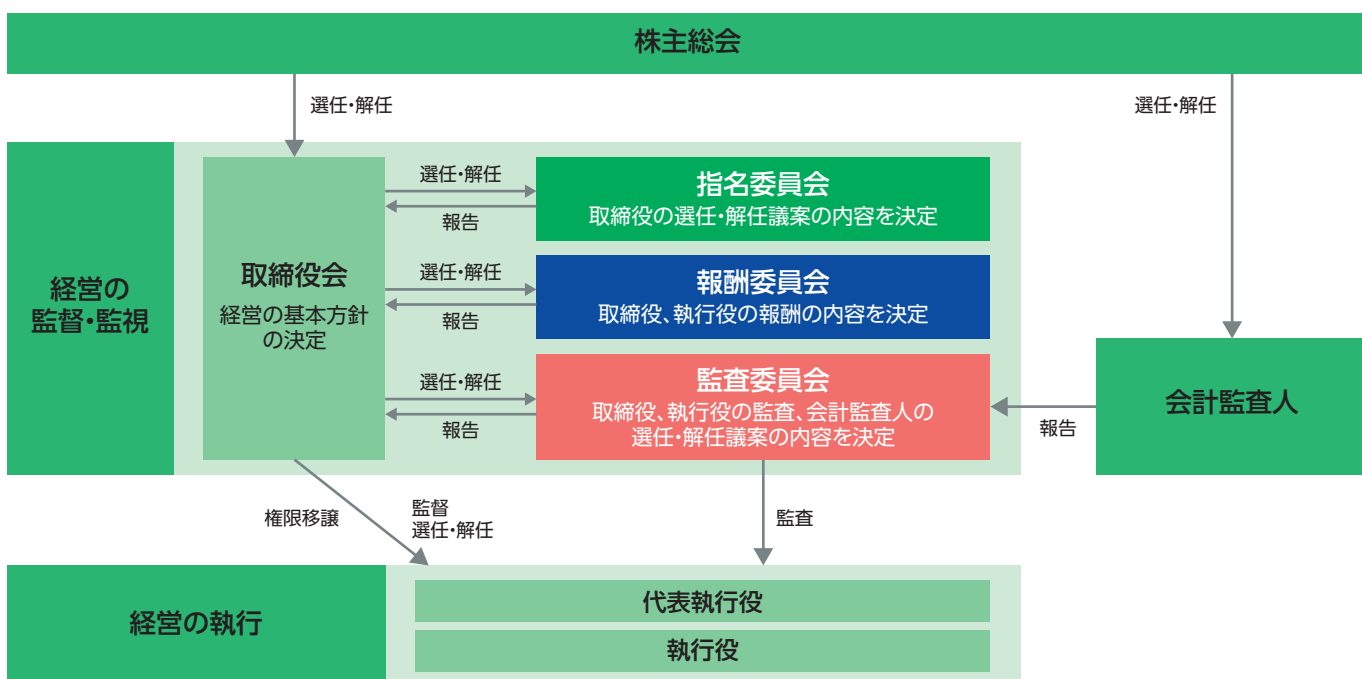 株主総会
選任・解任
選任・解任
経営の
監督・監視
取締役会
経営の基本方針
の決定
選任・解任
報告
指名委員会
取締役の選任・解任議案の内容を決定
選任・解任
報告
報酬委員会
取締役、執行役の報酬の内容を決定
選任・解任
報告
監査委員会
取締役、執行役の監査、会計監査人の
選任・解任議案の内容を決定
報告
会計監査人
権限移譲
監督
選任・解任
監査
経営の執行
代表執行役
執行役